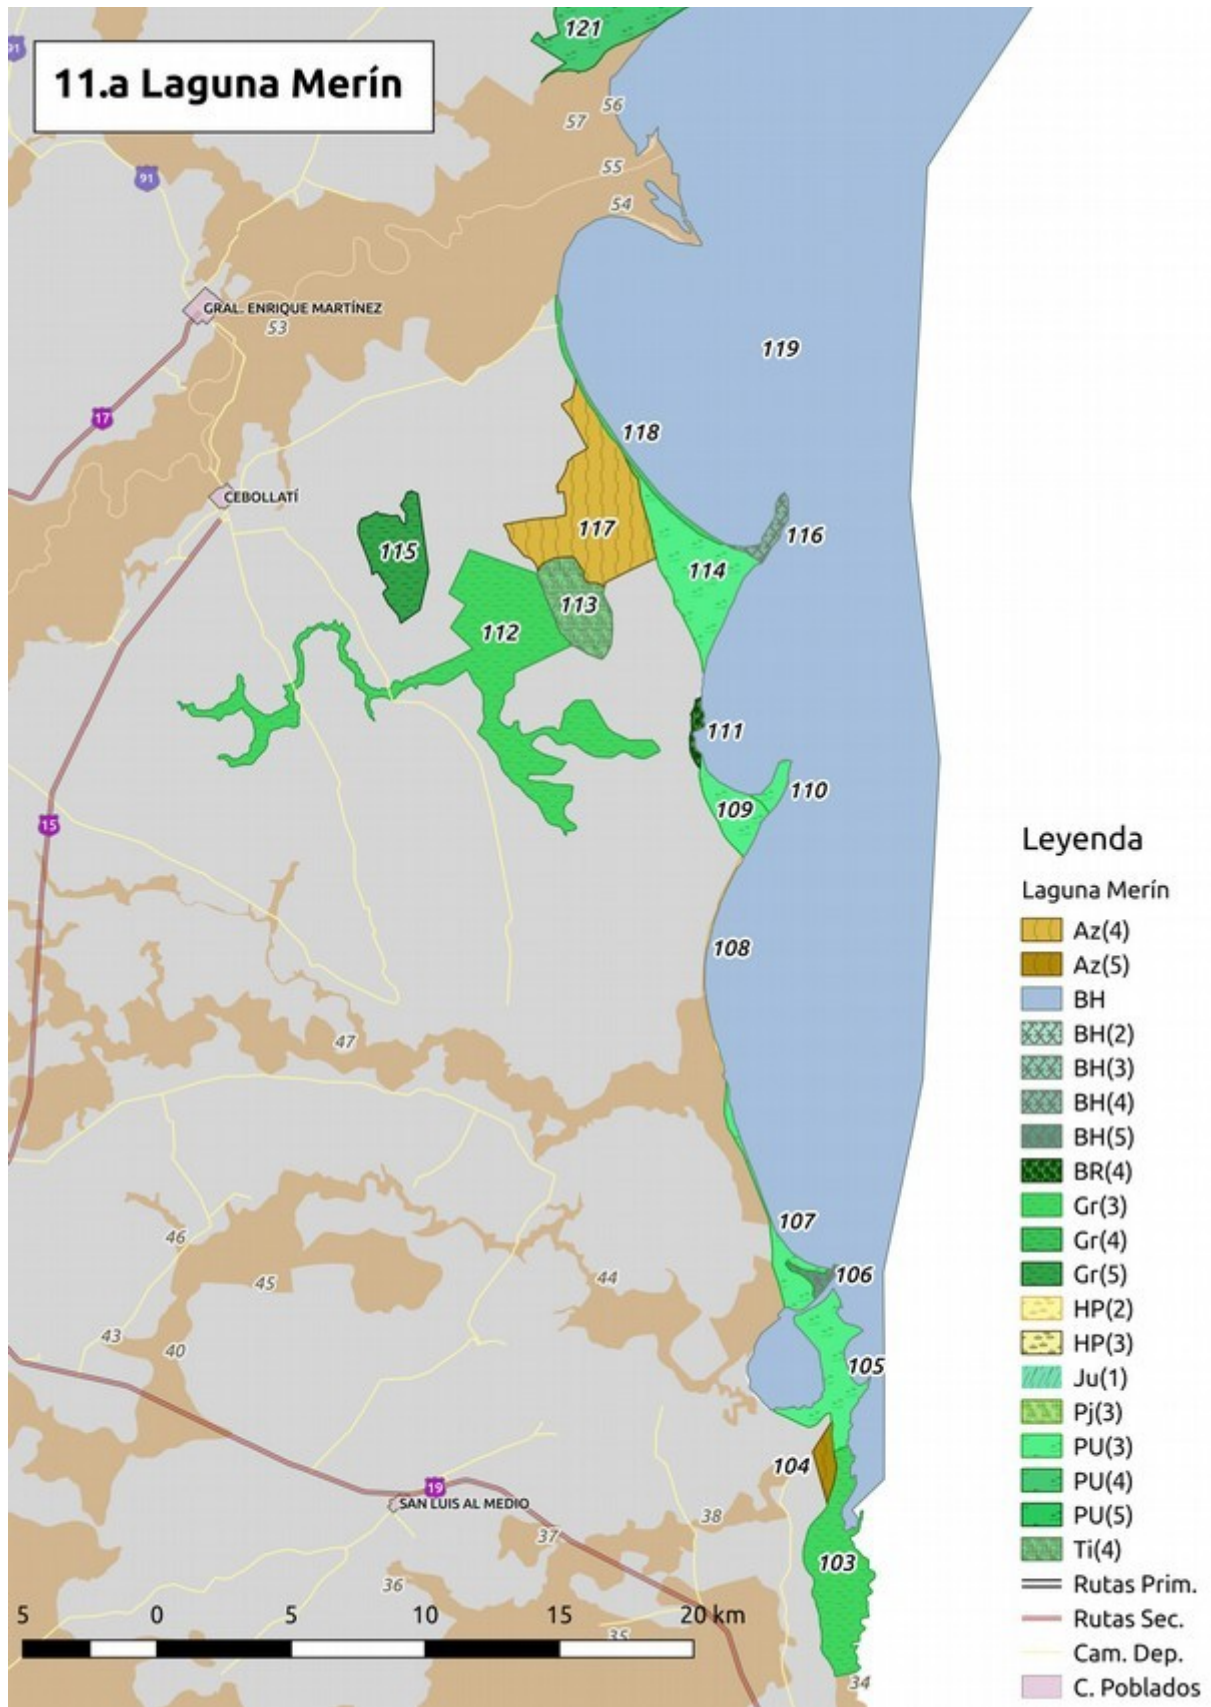 121
91
11.a Laguna Merín
56
57
91
55
54
GRAL. ENRIQUE MARTÍNEZ
53
119
17
118
CEBOLLATÍ
117
116
115
114
113
112
111
110
109
15
108
47
107
46
106
45
44
43
40
105
104
19
SAN LUIS AL MEDIO
38
37
103
36
35
34
5 0 5 10 15 20 km
Leyenda
Laguna Merín
Az(4)
Az(5)
BH
BH(2)
BH(3)
BH(4)
BH(5)
BR(4)
Gr(3)
Gr(4)
Gr(5)
HP(2)
HP(3)
Ju(1)
Pj(3)
PU(3)
PU(4)
PU(5)
Ti(4)
Rutas Prim.
Rutas Sec.
Cam. Dep.
C. Poblados